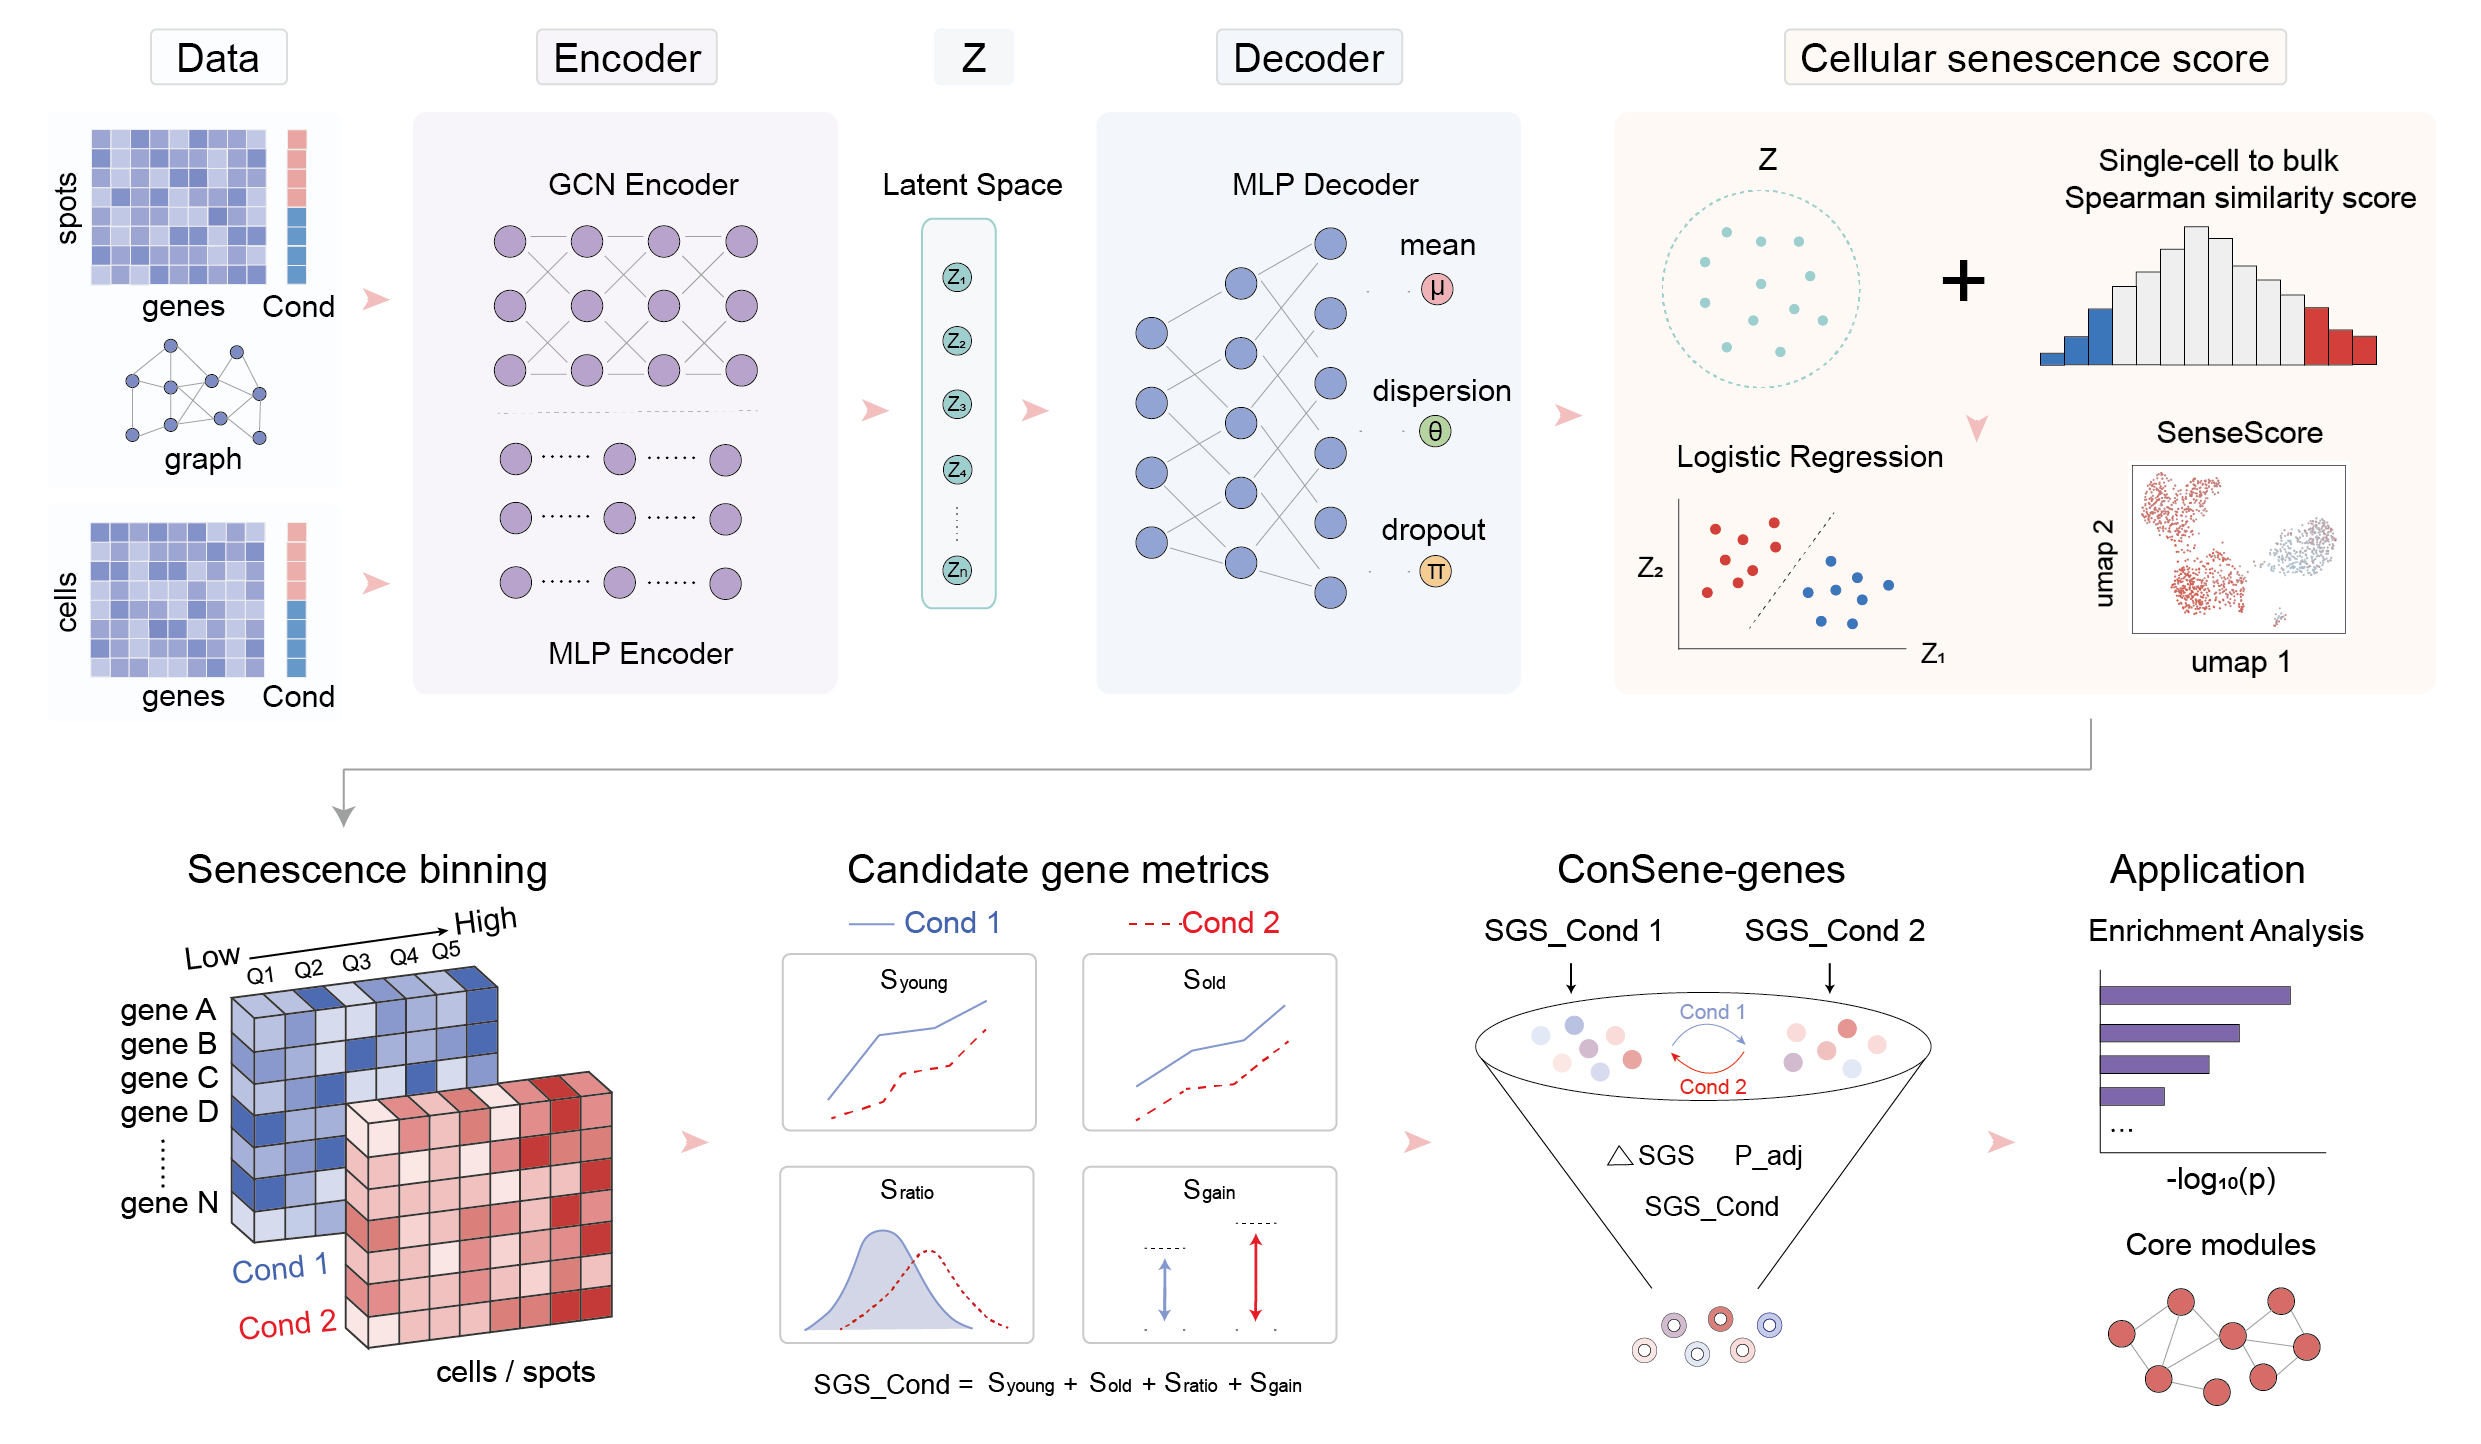 Data
Encoder
Z
Decoder
Cellular senescence score
spots
genes
Cond
graph
cells
genes
Cond
GCN Encoder
MLP Encoder
Latent Space
Z₁
Z₂
Z₃
Z₄
Zₙ
MLP Decoder
mean
μ
dispersion
θ
dropout
π
Z
Single-cell to bulk
Spearman similarity score
+
Logistic Regression
Z₂
Z₁
SenseScore
umap 2
umap 1
Senescence binning
Low
High
Q1 Q2 Q3 Q4 Q5
gene A
gene B
gene C
gene D
gene N
Cond 1
Cond 2
cells / spots
Candidate gene metrics
Cond 1
Cond 2
Syoung
Sold
Sratio
Sgain
SGS_Cond = Syoung + Sold + Sratio + Sgain
ConSene-genes
SGS_Cond 1
SGS_Cond 2
Cond 1
Cond 2
△SGS P_adj
SGS_Cond
Application
Enrichment Analysis
...
-log₁₀(p)
Core modules